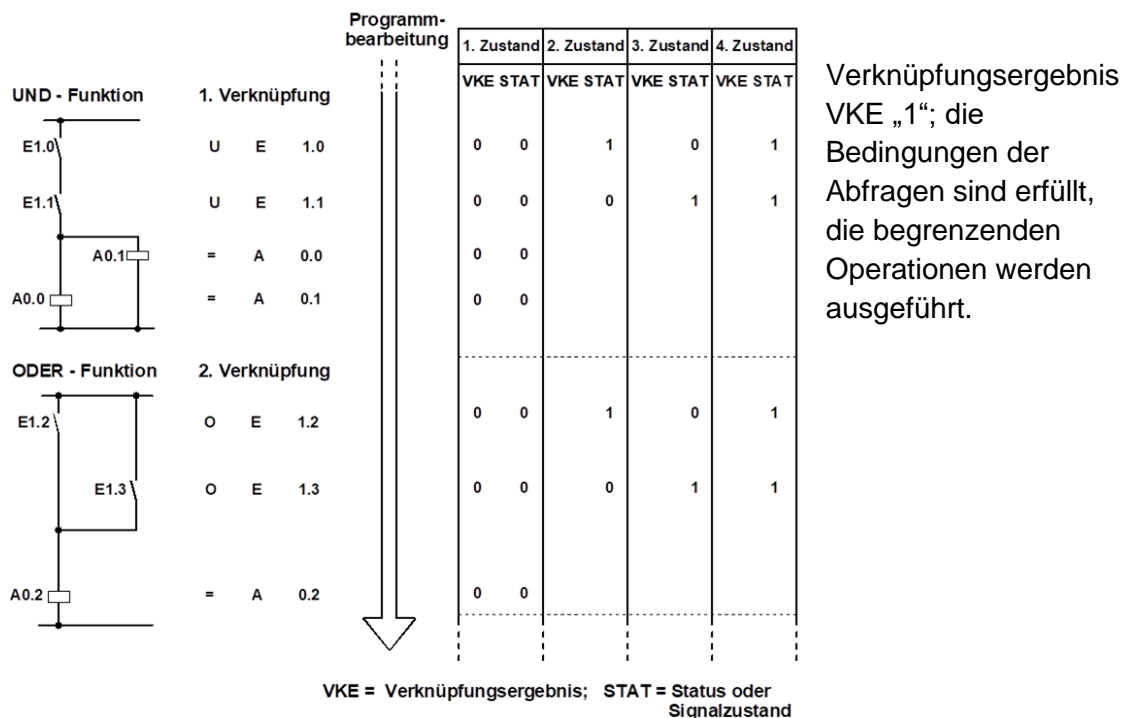 Programm-
bearbeitung
1. Zustand 2. Zustand 3. Zustand 4. Zustand
VKE STAT VKE STAT VKE STAT VKE STAT
UND - Funktion 1. Verknüpfung
E1.0 U E 1.0 0 0 1 0 1
E1.1 U E 1.1 0 0 0 1 1
A0.1 = A 0.0 0 0
A0.0 = A 0.1 0 0
ODER - Funktion 2. Verknüpfung
E1.2 O E 1.2 0 0 1 0 1
E1.3 O E 1.3 0 0 0 1 1
A0.2 = A 0.2 0 0
VKE = Verknüpfungsergebnis; STAT = Status oder
Signalzustand
Verknüpfungsergebnis
VKE „1“; die
Bedingungen der
Abfragen sind erfüllt,
die begrenzenden
Operationen werden
ausgeführt.